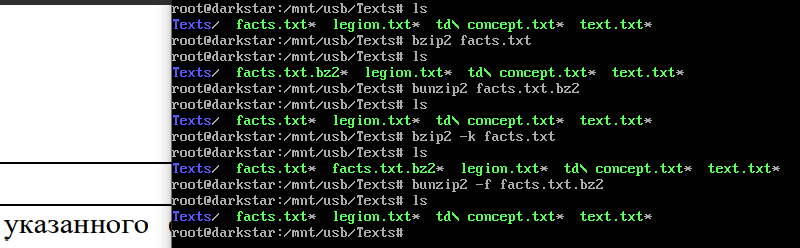 root@darkstar:/mnt/usb/Texts# ls
Texts/  facts.txt*  legion.txt*  td\ concept.txt*  text.txt*
root@darkstar:/mnt/usb/Texts# bzip2 facts.txt
root@darkstar:/mnt/usb/Texts# ls
Texts/  facts.txt.bz2*  legion.txt*  td\ concept.txt*  text.txt*
root@darkstar:/mnt/usb/Texts# bunzip2 facts.txt.bz2
root@darkstar:/mnt/usb/Texts# ls
Texts/  facts.txt*  legion.txt*  td\ concept.txt*  text.txt*
root@darkstar:/mnt/usb/Texts# bzip2 -k facts.txt
root@darkstar:/mnt/usb/Texts# ls
Texts/  facts.txt*  facts.txt.bz2*  legion.txt*  td\ concept.txt*  text.txt*
root@darkstar:/mnt/usb/Texts# bunzip2 -f facts.txt.bz2
root@darkstar:/mnt/usb/Texts# ls
Texts/  facts.txt*  legion.txt*  td\ concept.txt*  text.txt*
root@darkstar:/mnt/usb/Texts#
указанного